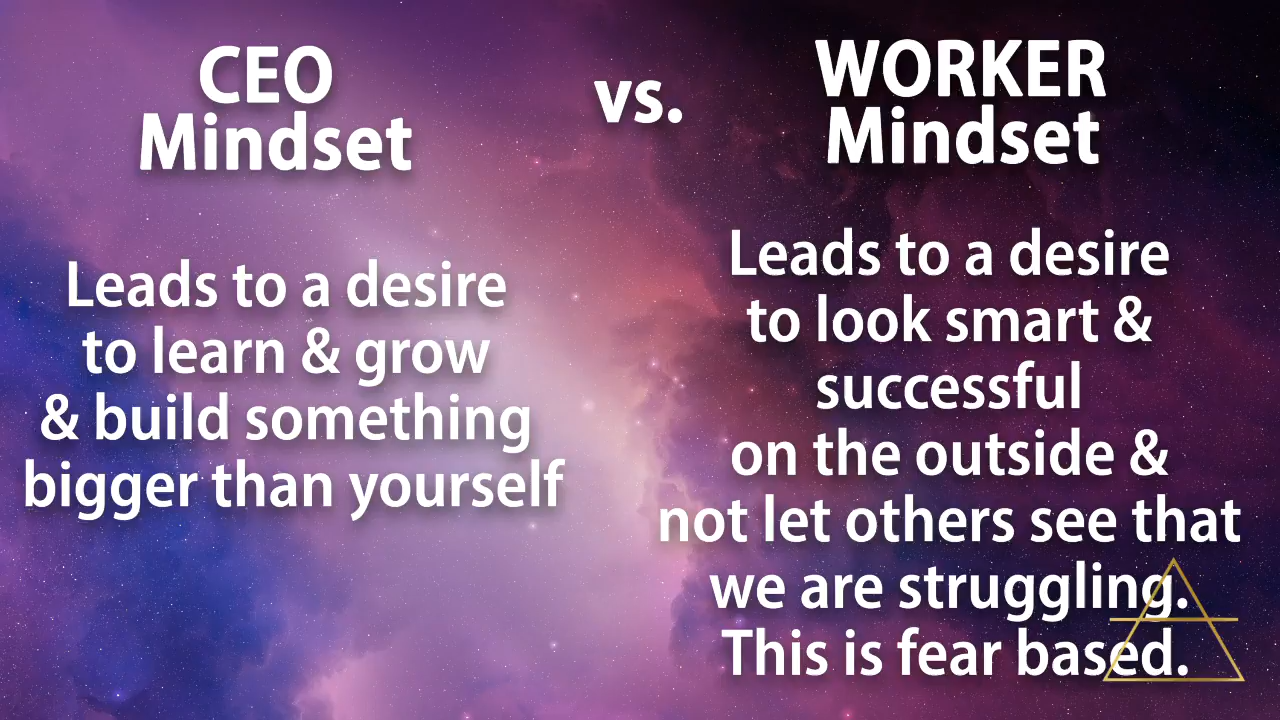 CEO
Mindset
vs.
WORKER
Mindset
Leads to a desire
to learn & grow
& build something
bigger than yourself
Leads to a desire
to look smart &
successful
on the outside &
not let others see that
we are struggling.
This is fear based.